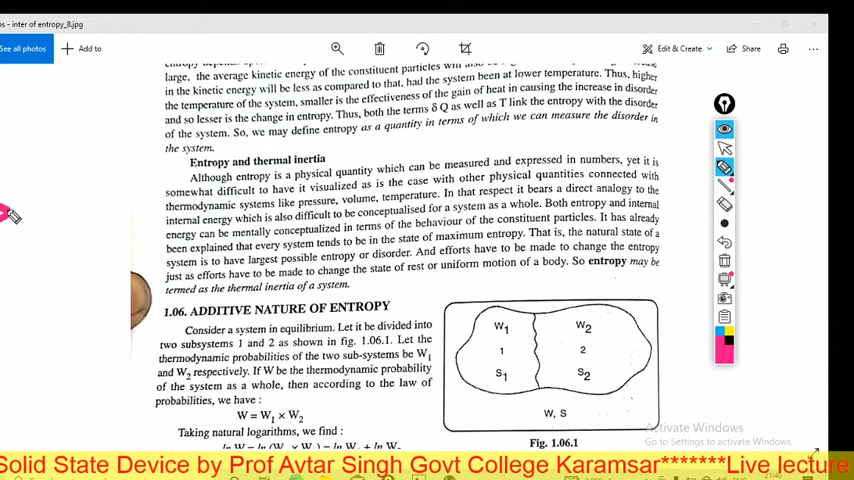 os - inter of entropy_8.jpg
See all photos
Add to
Edit & Create
Share
large, the average kinetic energy of the constituent particles will also be
in the kinetic energy will be less as compared to that, had the system been at lower temperature. Thus, higher
the temperature of the system, smaller is the effectiveness of the gain of heat in causing the increase in disorder
and so lesser is the change in entropy. Thus, both the terms δ Q as well as T link the entropy with the disorder
of the system. So, we may define entropy as a quantity in terms of which we can measure the disorder in
the system.
Entropy and thermal inertia
Although entropy is a physical quantity which can be measured and expressed in numbers, yet it is
somewhat difficult to have it visualized as is the case with other physical quantities connected with
thermodynamic systems like pressure, volume, temperature. In that respect it bears a direct analogy to the
internal energy which is also difficult to be conceptualised for a system as a whole. Both entropy and internal
energy can be mentally conceptualized in terms of the behaviour of the constituent particles. It has already
been explained that every system tends to be in the state of maximum entropy. That is, the natural state of a
system is to have largest possible entropy or disorder. And efforts have to be made to change the entropy
just as efforts have to be made to change the state of rest or uniform motion of a body. So entropy may be
termed as the thermal inertia of a system.
1.06. ADDITIVE NATURE OF ENTROPY
Consider a system in equilibrium. Let it be divided into
two subsystems 1 and 2 as shown in fig. 1.06.1. Let the
thermodynamic probabilities of the two sub-systems be W1
and W2 respectively. If W be the thermodynamic probability
of the system as a whole, then according to the law of
probabilities, we have :
W = W1 × W2
Taking natural logarithms, we find :
ln W = ln (W1 × W2) = ln W1 + ln W2
W1
W2
1
2
S1
S2
W, S
Fig. 1.06.1
Activate Windows
Go to Settings to activate Windows.
Solid State Device by Prof Avtar Singh Govt College Karamsar*******Live lecture
21:40